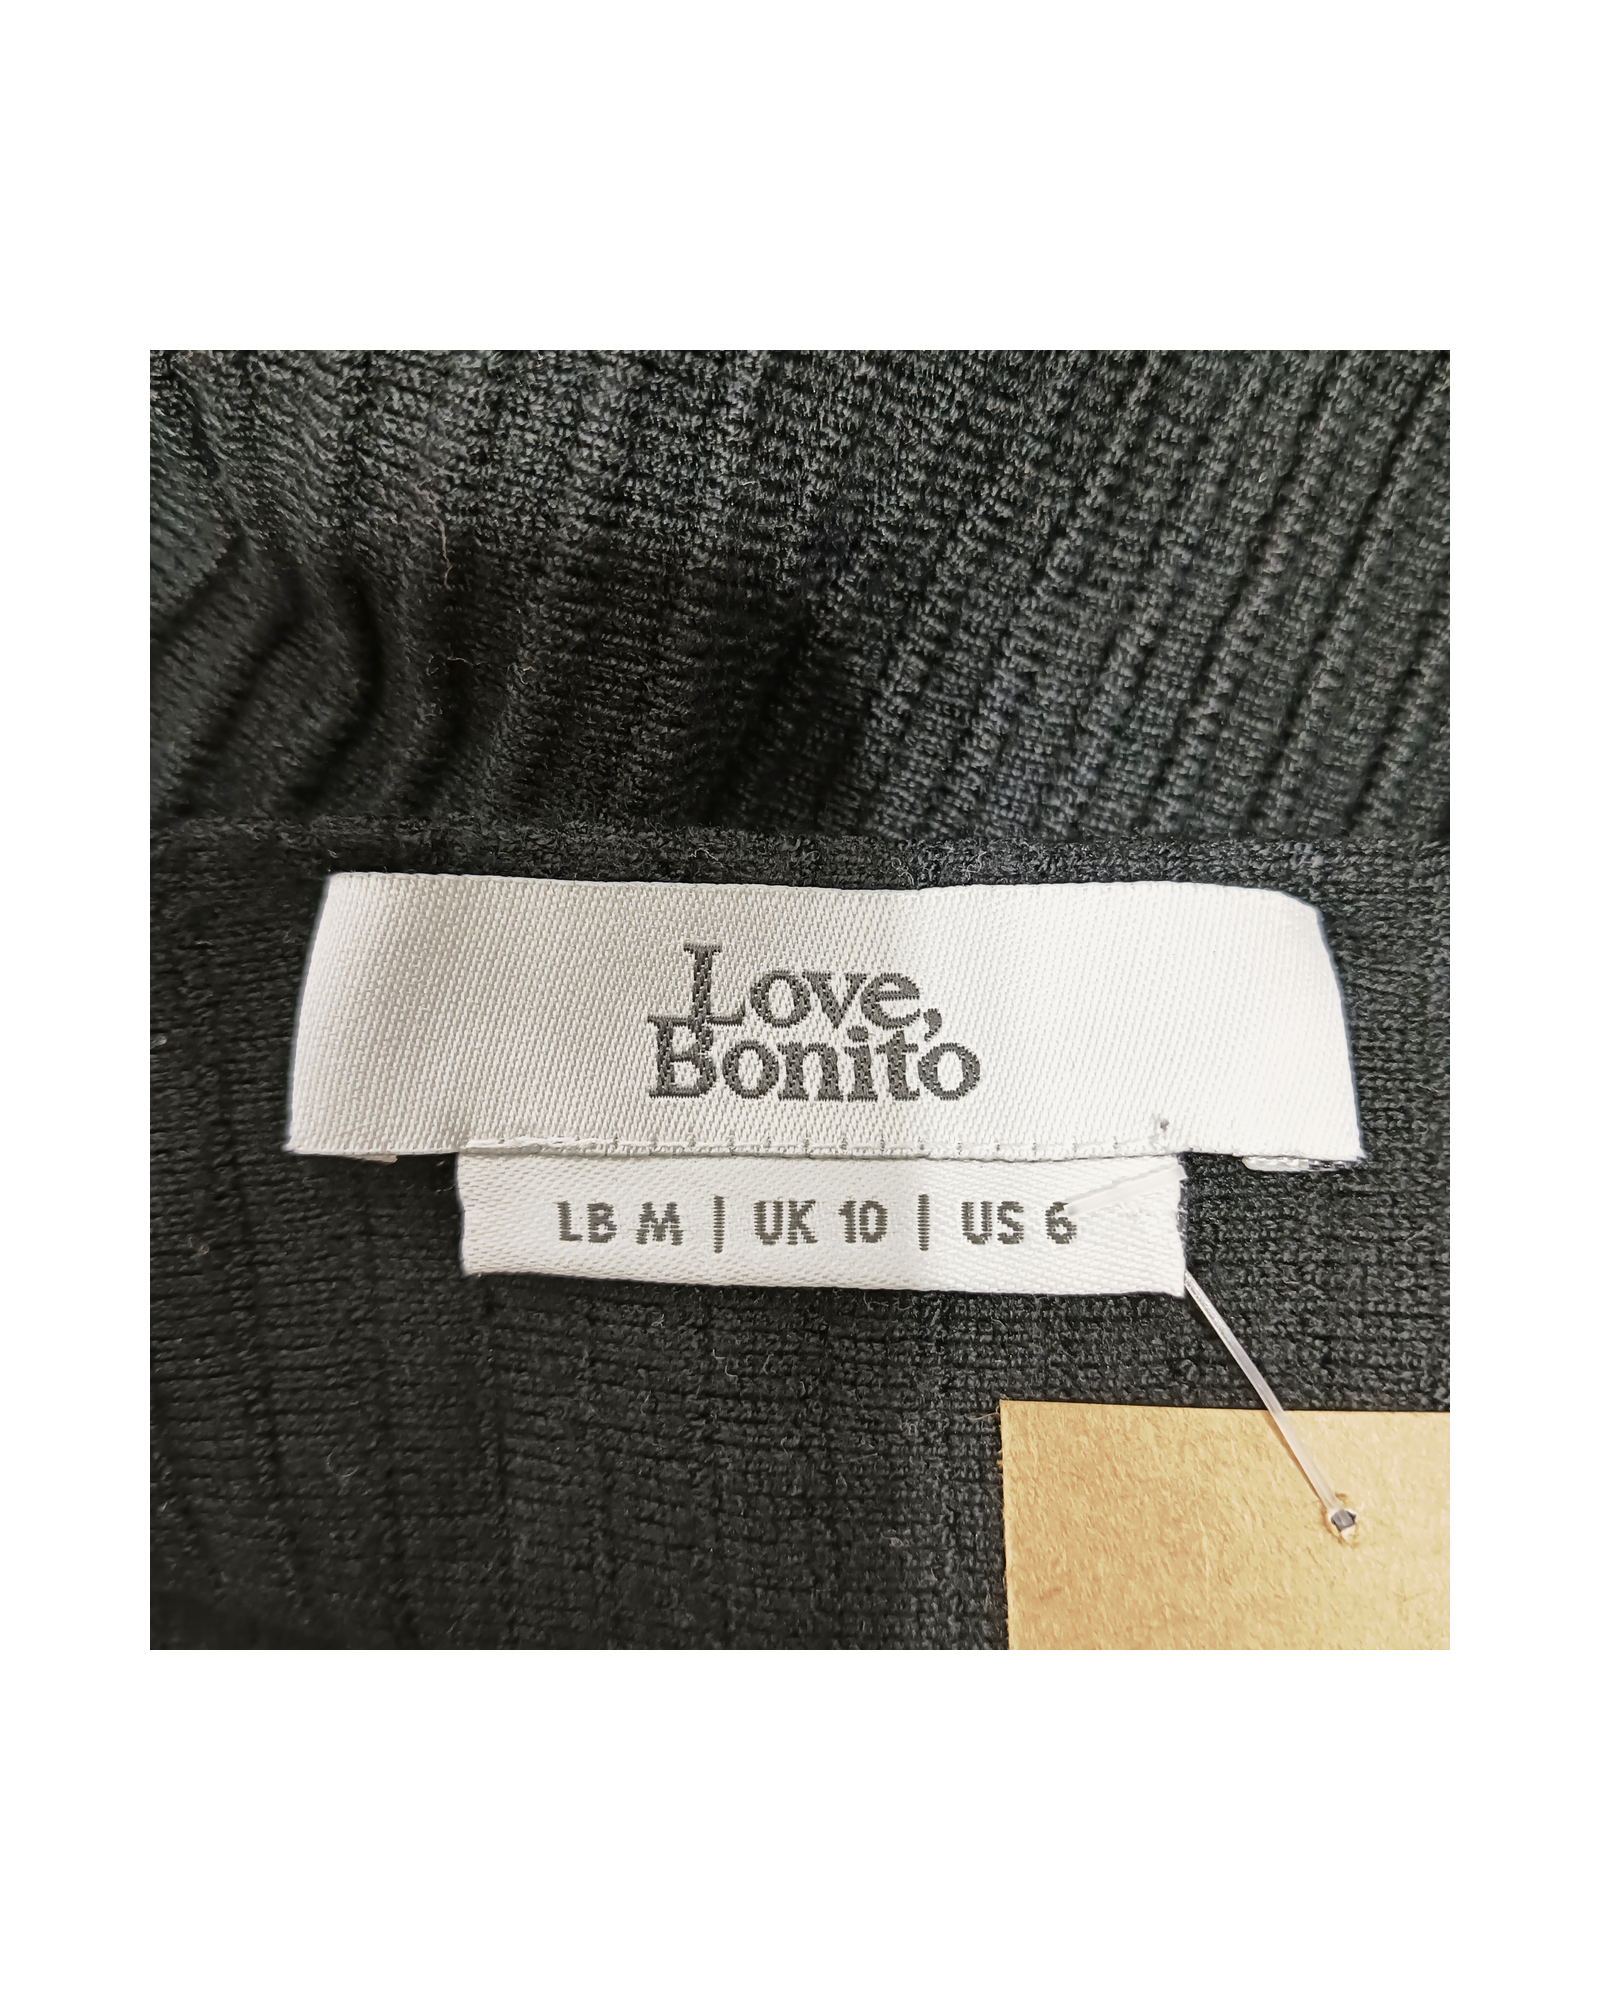 Love,
Bonito
LB M | UK 10 | US 6